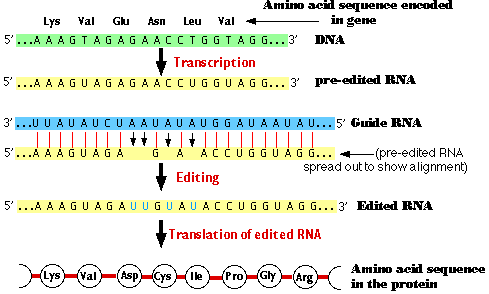 Amino acid sequence encoded
in gene
Lys Val Glu Asn Leu Val
5' ...AAAGTAGAGAACCTGGTAGG...3'
DNA
Transcription
5' ...AAAGUAGAGAACCUGGUAGG...3'
pre-edited RNA
3' ...UUAUAUCUAAUAUAUGGAUAUAU... 5' Guide RNA
5' ...AAAGUAGA G A ACCUGGUAGG...
(pre-edited RNA
spread out to show alignment)
Editing
5' ...AAAGUAGAUUGUAUACCUGGUAGG... 3'
Edited RNA
Translation of edited RNA
Lys Val Asp Cys Ile Pro Gly Arg
Amino acid sequence
in the protein